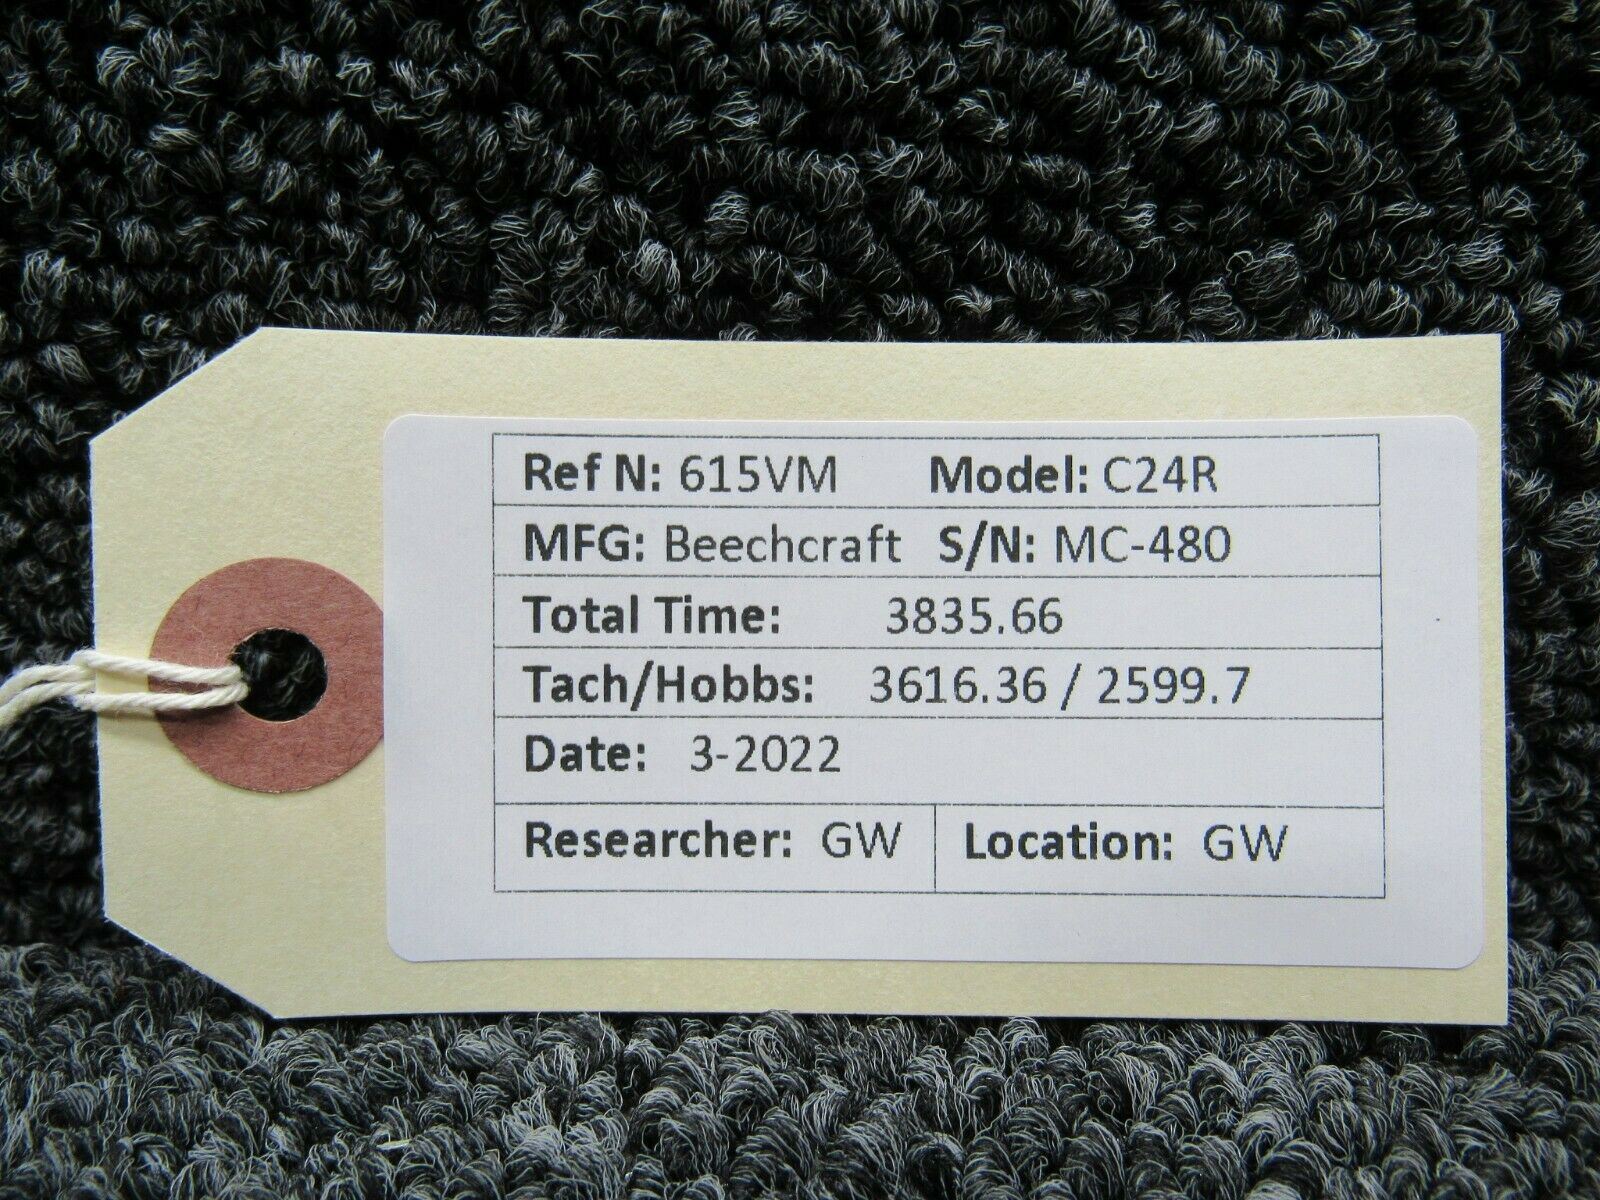 Ref N: 615VM Model: C24R
MFG: Beechcraft S/N: MC-480
Total Time: 3835.66
Tach/Hobbs: 3616.36 / 2599.7
Date: 3-2022
Researcher: GW Location: GW